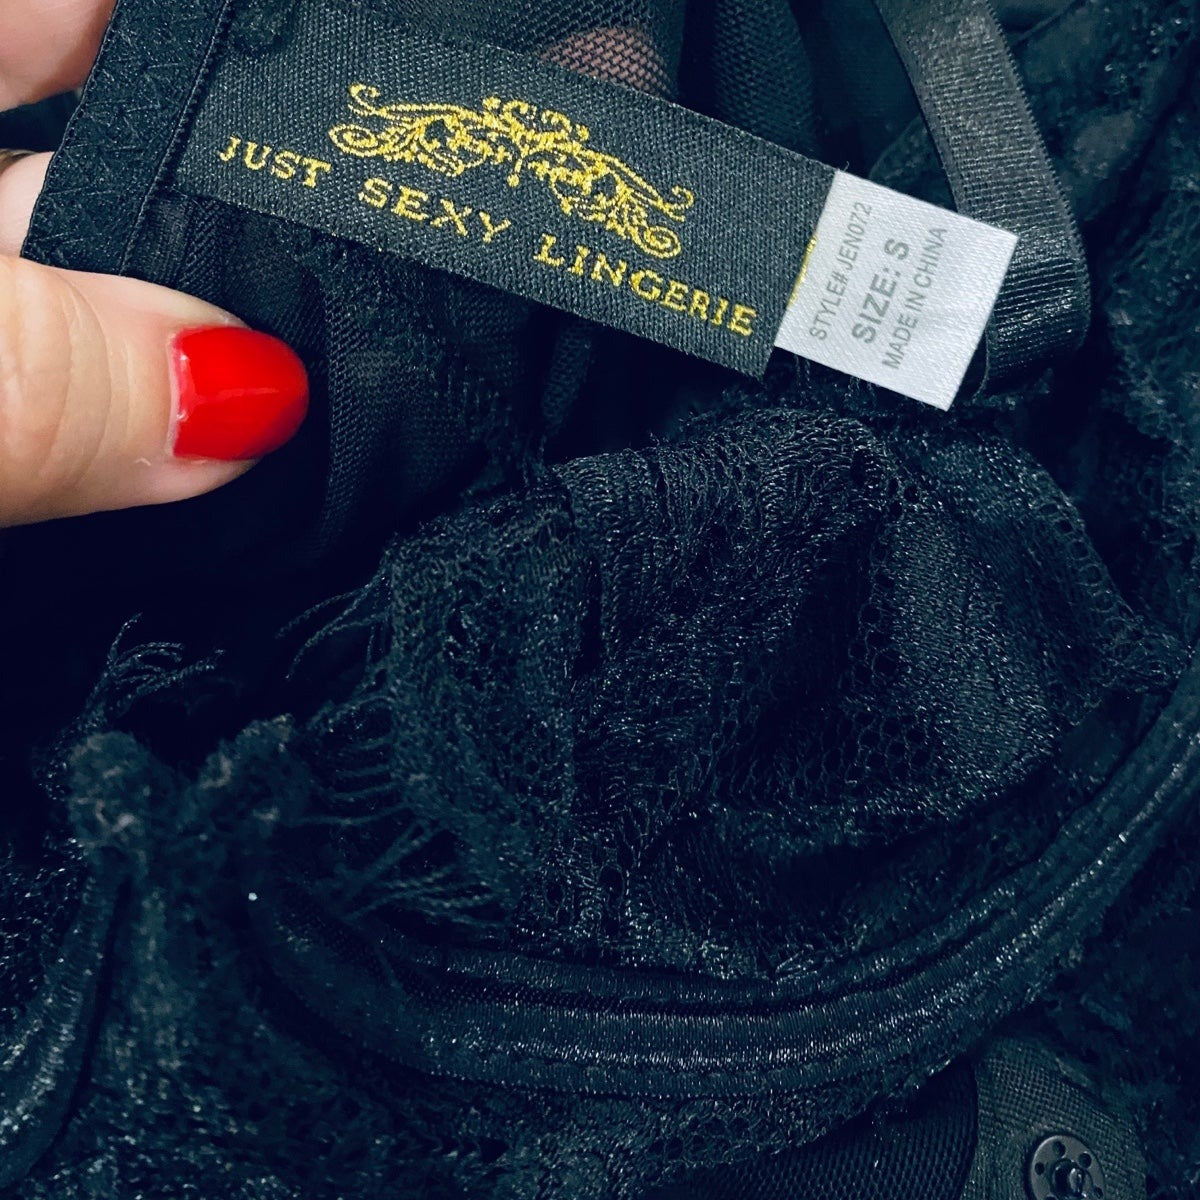 JUST SEXY LINGERIE
STYLE# JEN072
SIZE: S
MADE IN CHINA